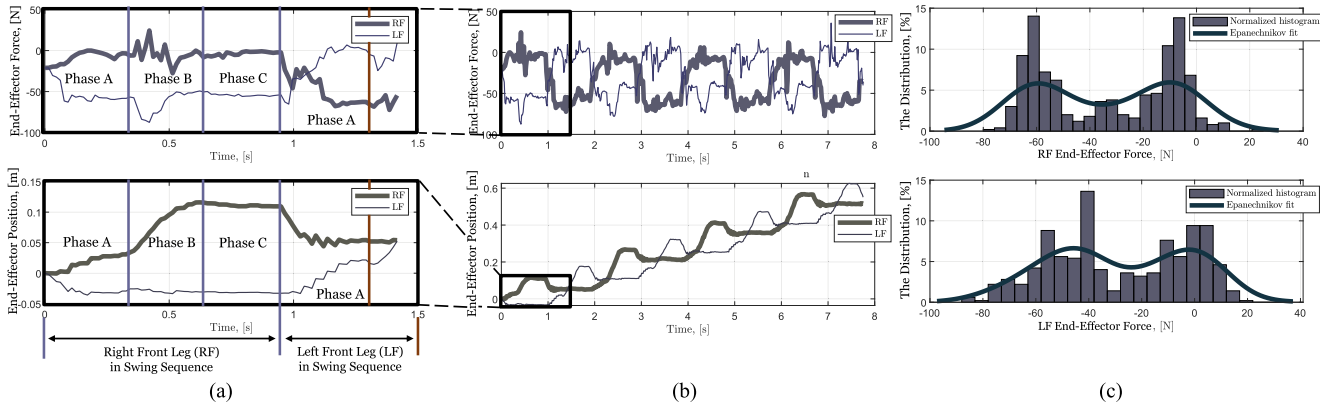 End-Effector Force, [N]
50
0
-50
-100
RF
LF
Phase A
Phase B
Phase C
Phase A
0
0.5
1
1.5
Time, [s]
End-Effector Position, [m]
0.15
0.1
0.05
0
-0.05
RF
LF
Phase A
Phase B
Phase C
Phase A
0
0.5
1
1.5
Time, [s]
Right Front Leg (RF)
in Swing Sequence
Left Front Leg (LF)
in Swing Sequence
(a)
End-Effector Force, [N]
50
0
-50
100
RF
LF
0 1 2 3 4 5 6 7 8
Time, [s]
n
End-Effector Position, [m]
0.6
0.4
0.2
0
RF
LF
0 1 2 3 4 5 6 7 8
Time, [s]
(b)
The Distribution, [%]
15
10
5
0
Normalized histogram
Epanechnikov fit
-100 -80 -60 -40 -20 0 20 40
RF End-Effector Force, [N]
The Distribution, [%]
15
10
5
0
Normalized histogram
Epanechnikov fit
-100 -80 -60 -40 -20 0 20 40
LF End-Effector Force, [N]
(c)